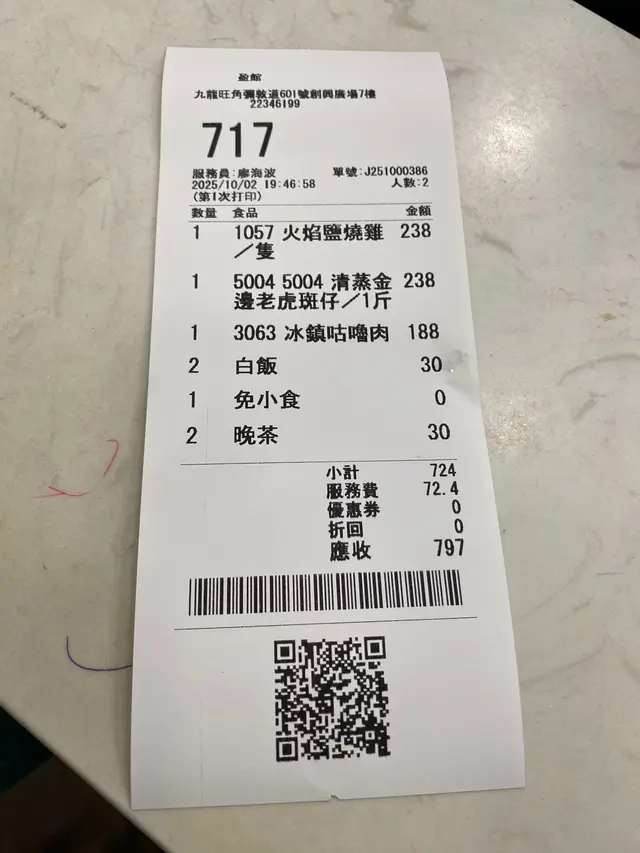 盈館
九龍旺角彌敦道601號創興廣場7樓
22346199
717
服務員:廖海波 單號:J251000386
2025/10/02 19:46:58 人數:2
(第1次打印)
數量 食品 金額
1 1057 火焰鹽燒雞 238
／隻
1 5004 5004 清蒸金 238
邊老虎斑仔／1斤
1 3063 冰鎮咕嚕肉 188
2 白飯 30
1 免小食 0
2 晚茶 30
小計 724
服務費 72.4
優惠券 0
折回 0
應收 797